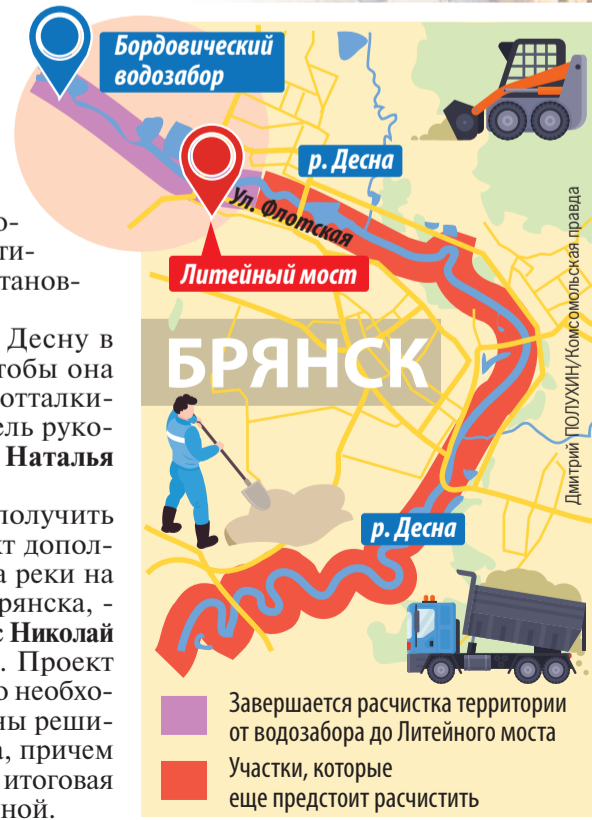 Бордовический
водозабор
р. Десна
Ул. Флотская
Литейный мост
БРЯНСК
р. Десна
Завершается расчистка территории
от водозабора до Литейного моста
Участки, которые
еще предстоит расчистить
Дмитрий ПОЛУХИН/Комсомольская правда
Десну в
тобы она
отталки-
ель руко-
Наталья
получить
кт допол-
а реки на
рянска, -
с Николай
. Проект
о необхо-
ны реши-
а, причем
итоговая
ной.